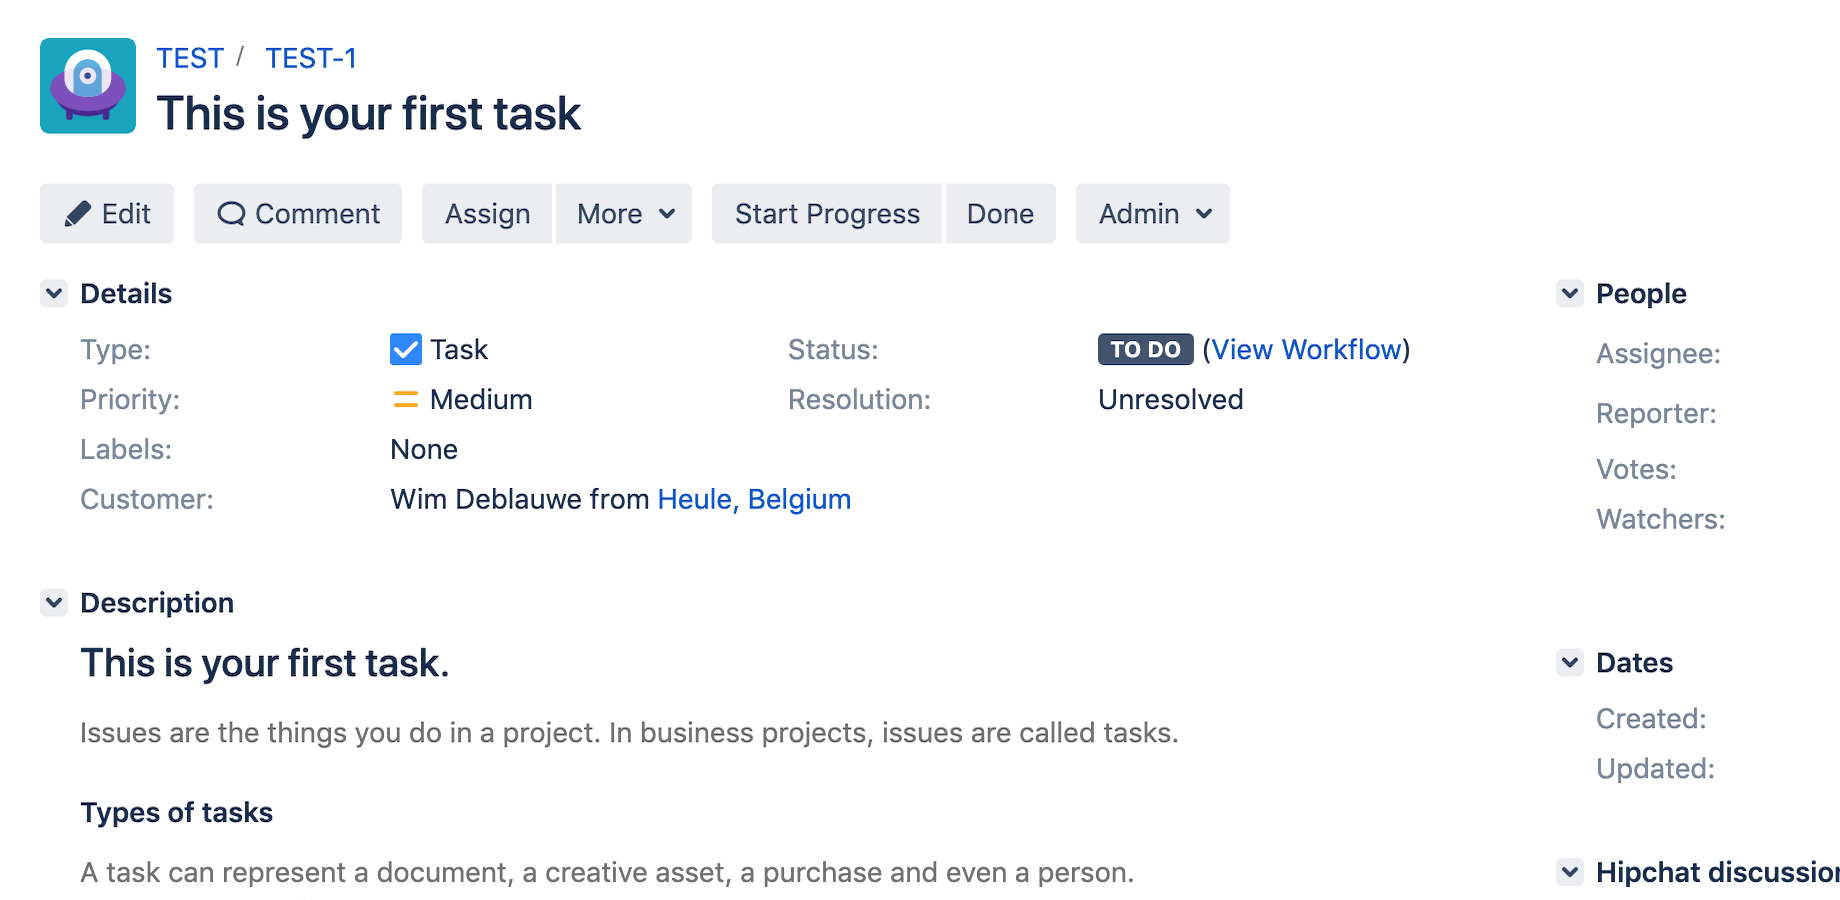 TEST / TEST-1
This is your first task
Edit Comment Assign More Start Progress Done Admin
Details
Type: Task Status: TO DO (View Workflow)
Priority: Medium Resolution: Unresolved
Labels: None
Customer: Wim Deblauwe from Heule, Belgium
Description
This is your first task.
Issues are the things you do in a project. In business projects, issues are called tasks.
Types of tasks
A task can represent a document, a creative asset, a purchase and even a person.
People
Assignee:
Reporter:
Votes:
Watchers:
Dates
Created:
Updated:
Hipchat discussion